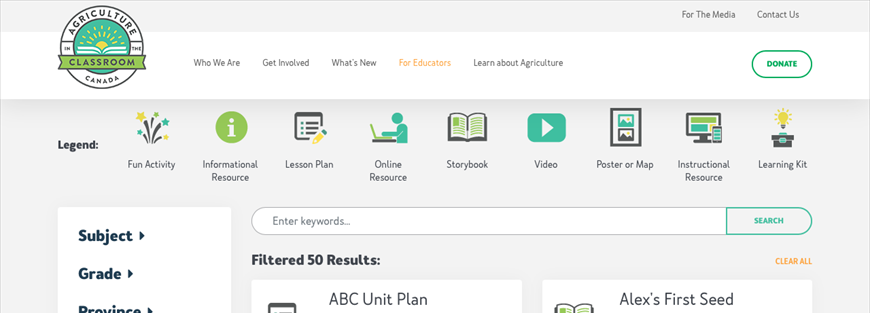 For The Media
Contact Us
AGRICULTURE
IN THE
CLASSROOM
CANADA
Who We Are
Get Involved
What's New
For Educators
Learn about Agriculture
DONATE
Legend:
Fun Activity
Informational
Resource
Lesson Plan
Online
Resource
Storybook
Video
Poster or Map
Instructional
Resource
Learning Kit
Enter keywords...
SEARCH
Subject
Grade
Province
Filtered 50 Results:
CLEAR ALL
ABC Unit Plan
Alex's First Seed